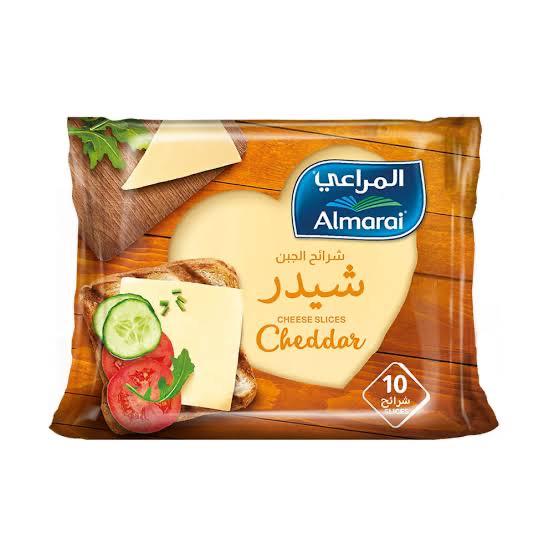 المراعي
Almarai
شرائح الجبن
شيدر
CHEESE SLICES
Cheddar
10
شرائح
SLICES